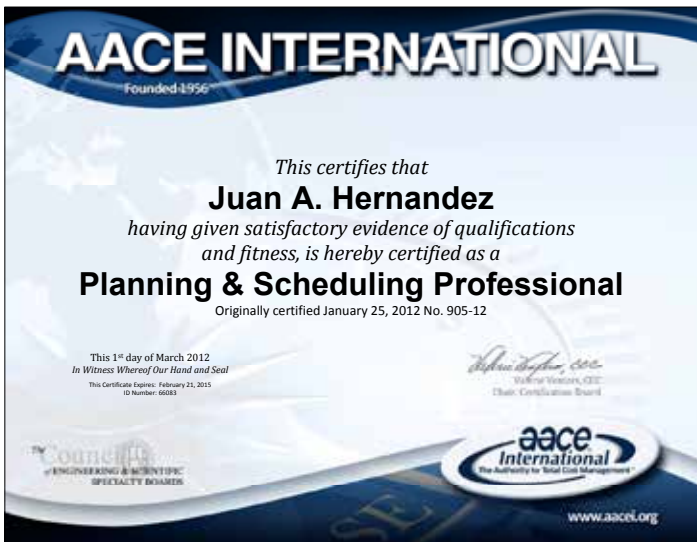 AACE INTERNATIONAL
Founded 1956
This certifies that
Juan A. Hernandez
having given satisfactory evidence of qualifications
and fitness, is hereby certified as a
Planning & Scheduling Professional
Originally certified January 25, 2012 No. 905-12
This 1st day of March 2012
In Witness Whereof Our Hand and Seal
This Certificate Expires: February 21, 2015
ID Number: 66083
Chair Certification Board
The Council
of ENGINEERING & SCIENTIFIC
SPECIALTY BOARDS
aace
International
The Authority for Total Cost Management
www.aacei.org